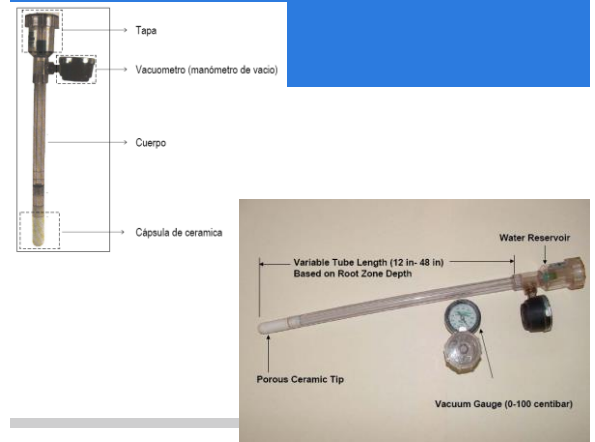 Tapa
Vacuometro (manómetro de vacio)
Cuerpo
Cápsula de ceramica
Water Reservoir
Variable Tube Length (12 in- 48 in)
Based on Root Zone Depth
Porous Ceramic Tip
Vacuum Gauge (0-100 centibar)